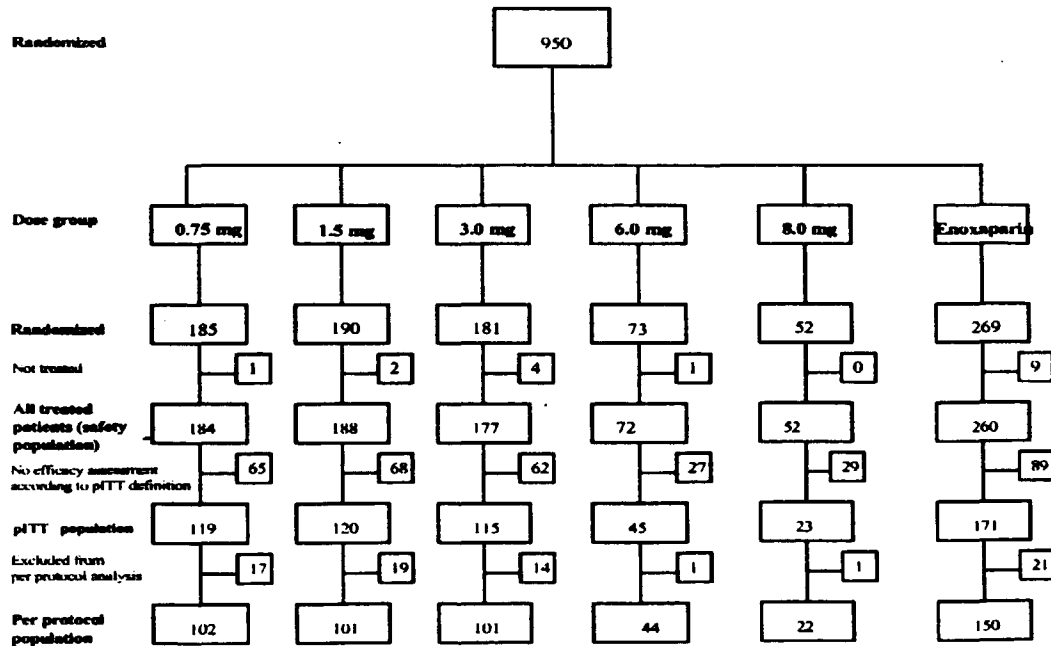 Randomized
950
Dose group
0.75 mg 1.5 mg 3.0 mg 6.0 mg 8.0 mg Enoxaparin
Randomized 185 190 181 73 52 269
Not treated 1 2 4 1 0 9
All treated
patients (safety 184 188 177 72 52 260
population)
No efficacy assessment 65 68 62 27 29 89
according to pITT definition
pITT population 119 120 115 45 23 171
Excluded from
per protocol analysis 17 19 14 1 1 21
Per protocol
population 102 101 101 44 22 150